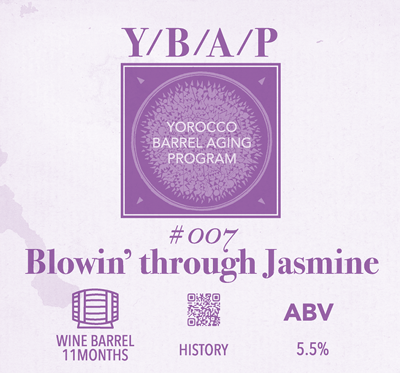 Y/B/A/P
YOROCCO
BARREL AGING
PROGRAM
#007
Blowin' through Jasmine
WINE BARREL
11MONTHS
HISTORY
ABV
5.5%